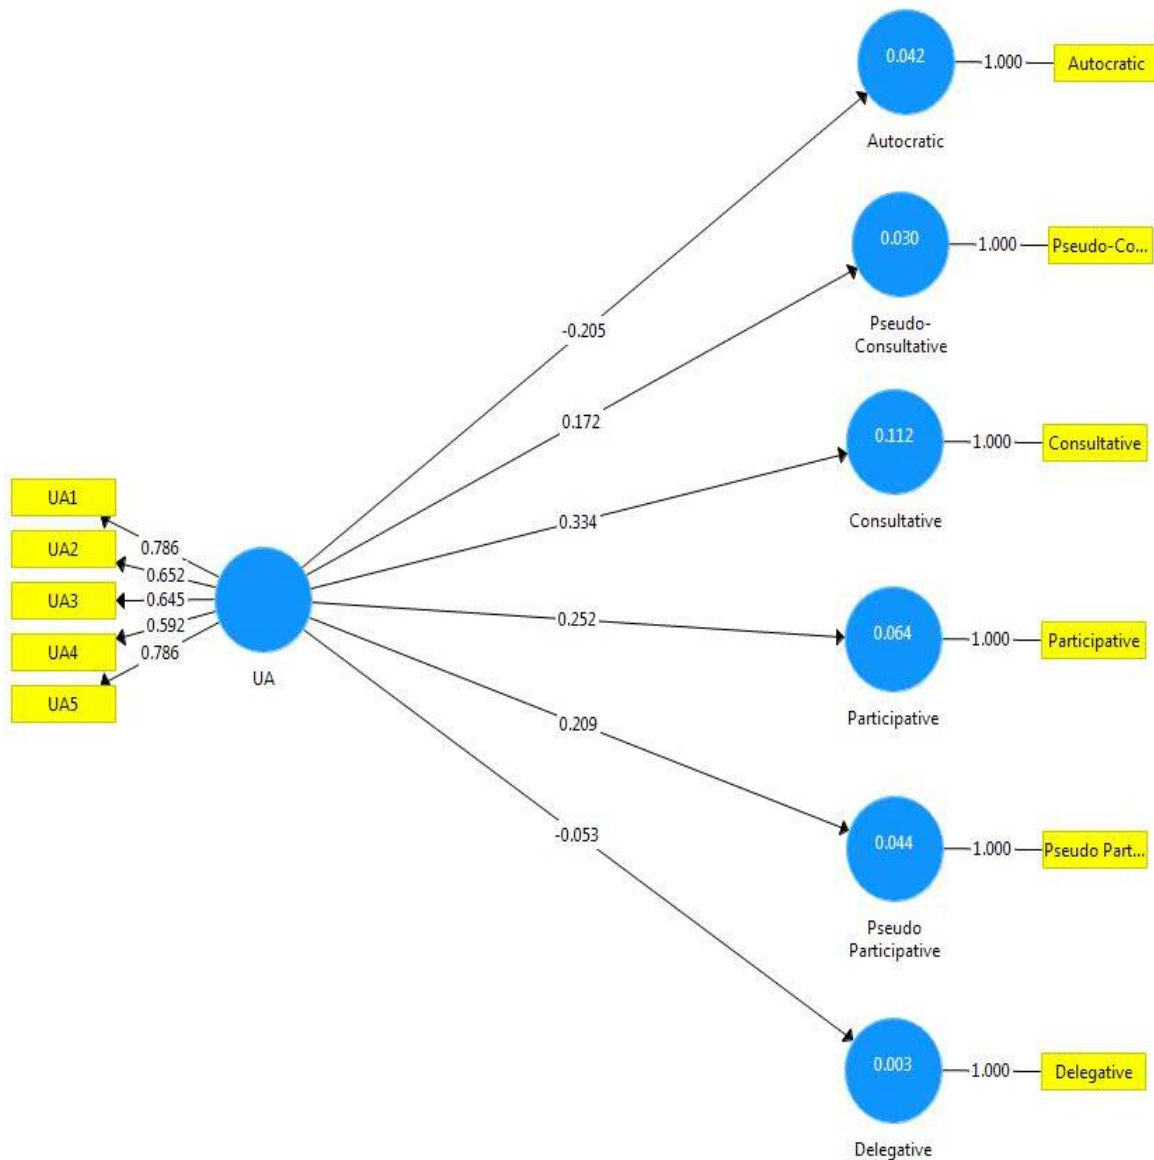 0.042
1.000
Autocratic
Autocratic
0.030
1.000
Pseudo-Co...
Pseudo-
Consultative
-0.205
0.172
0.112
1.000
Consultative
Consultative
0.334
UA1
UA2
UA3
UA4
UA5
0.786
0.652
0.645
0.592
0.786
UA
0.252
0.064
1.000
Participative
Participative
0.209
0.044
1.000
Pseudo Part...
Pseudo
Participative
-0.053
0.003
1.000
Delegative
Delegative